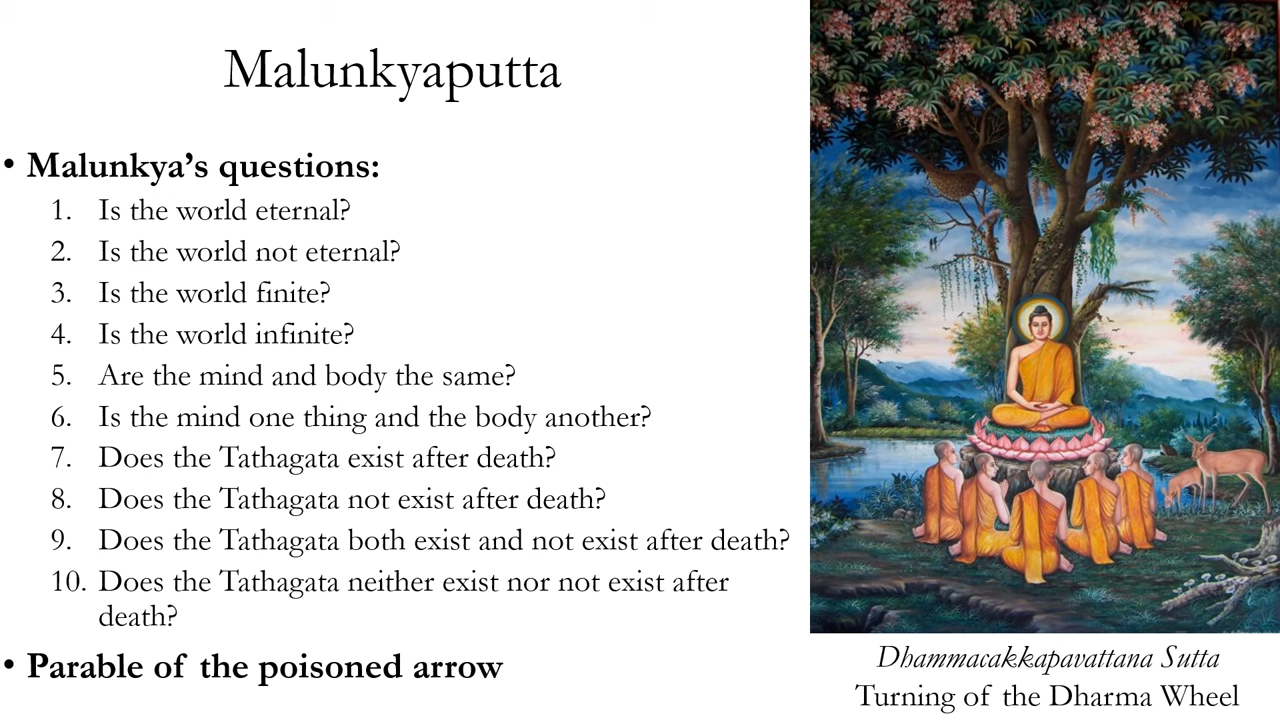 Malunkyaputta
• Malunkya’s questions:
1. Is the world eternal?
2. Is the world not eternal?
3. Is the world finite?
4. Is the world infinite?
5. Are the mind and body the same?
6. Is the mind one thing and the body another?
7. Does the Tathagata exist after death?
8. Does the Tathagata not exist after death?
9. Does the Tathagata both exist and not exist after death?
10. Does the Tathagata neither exist nor not exist after
death?
• Parable of the poisoned arrow
Dhammacakkapavattana Sutta
Turning of the Dharma Wheel